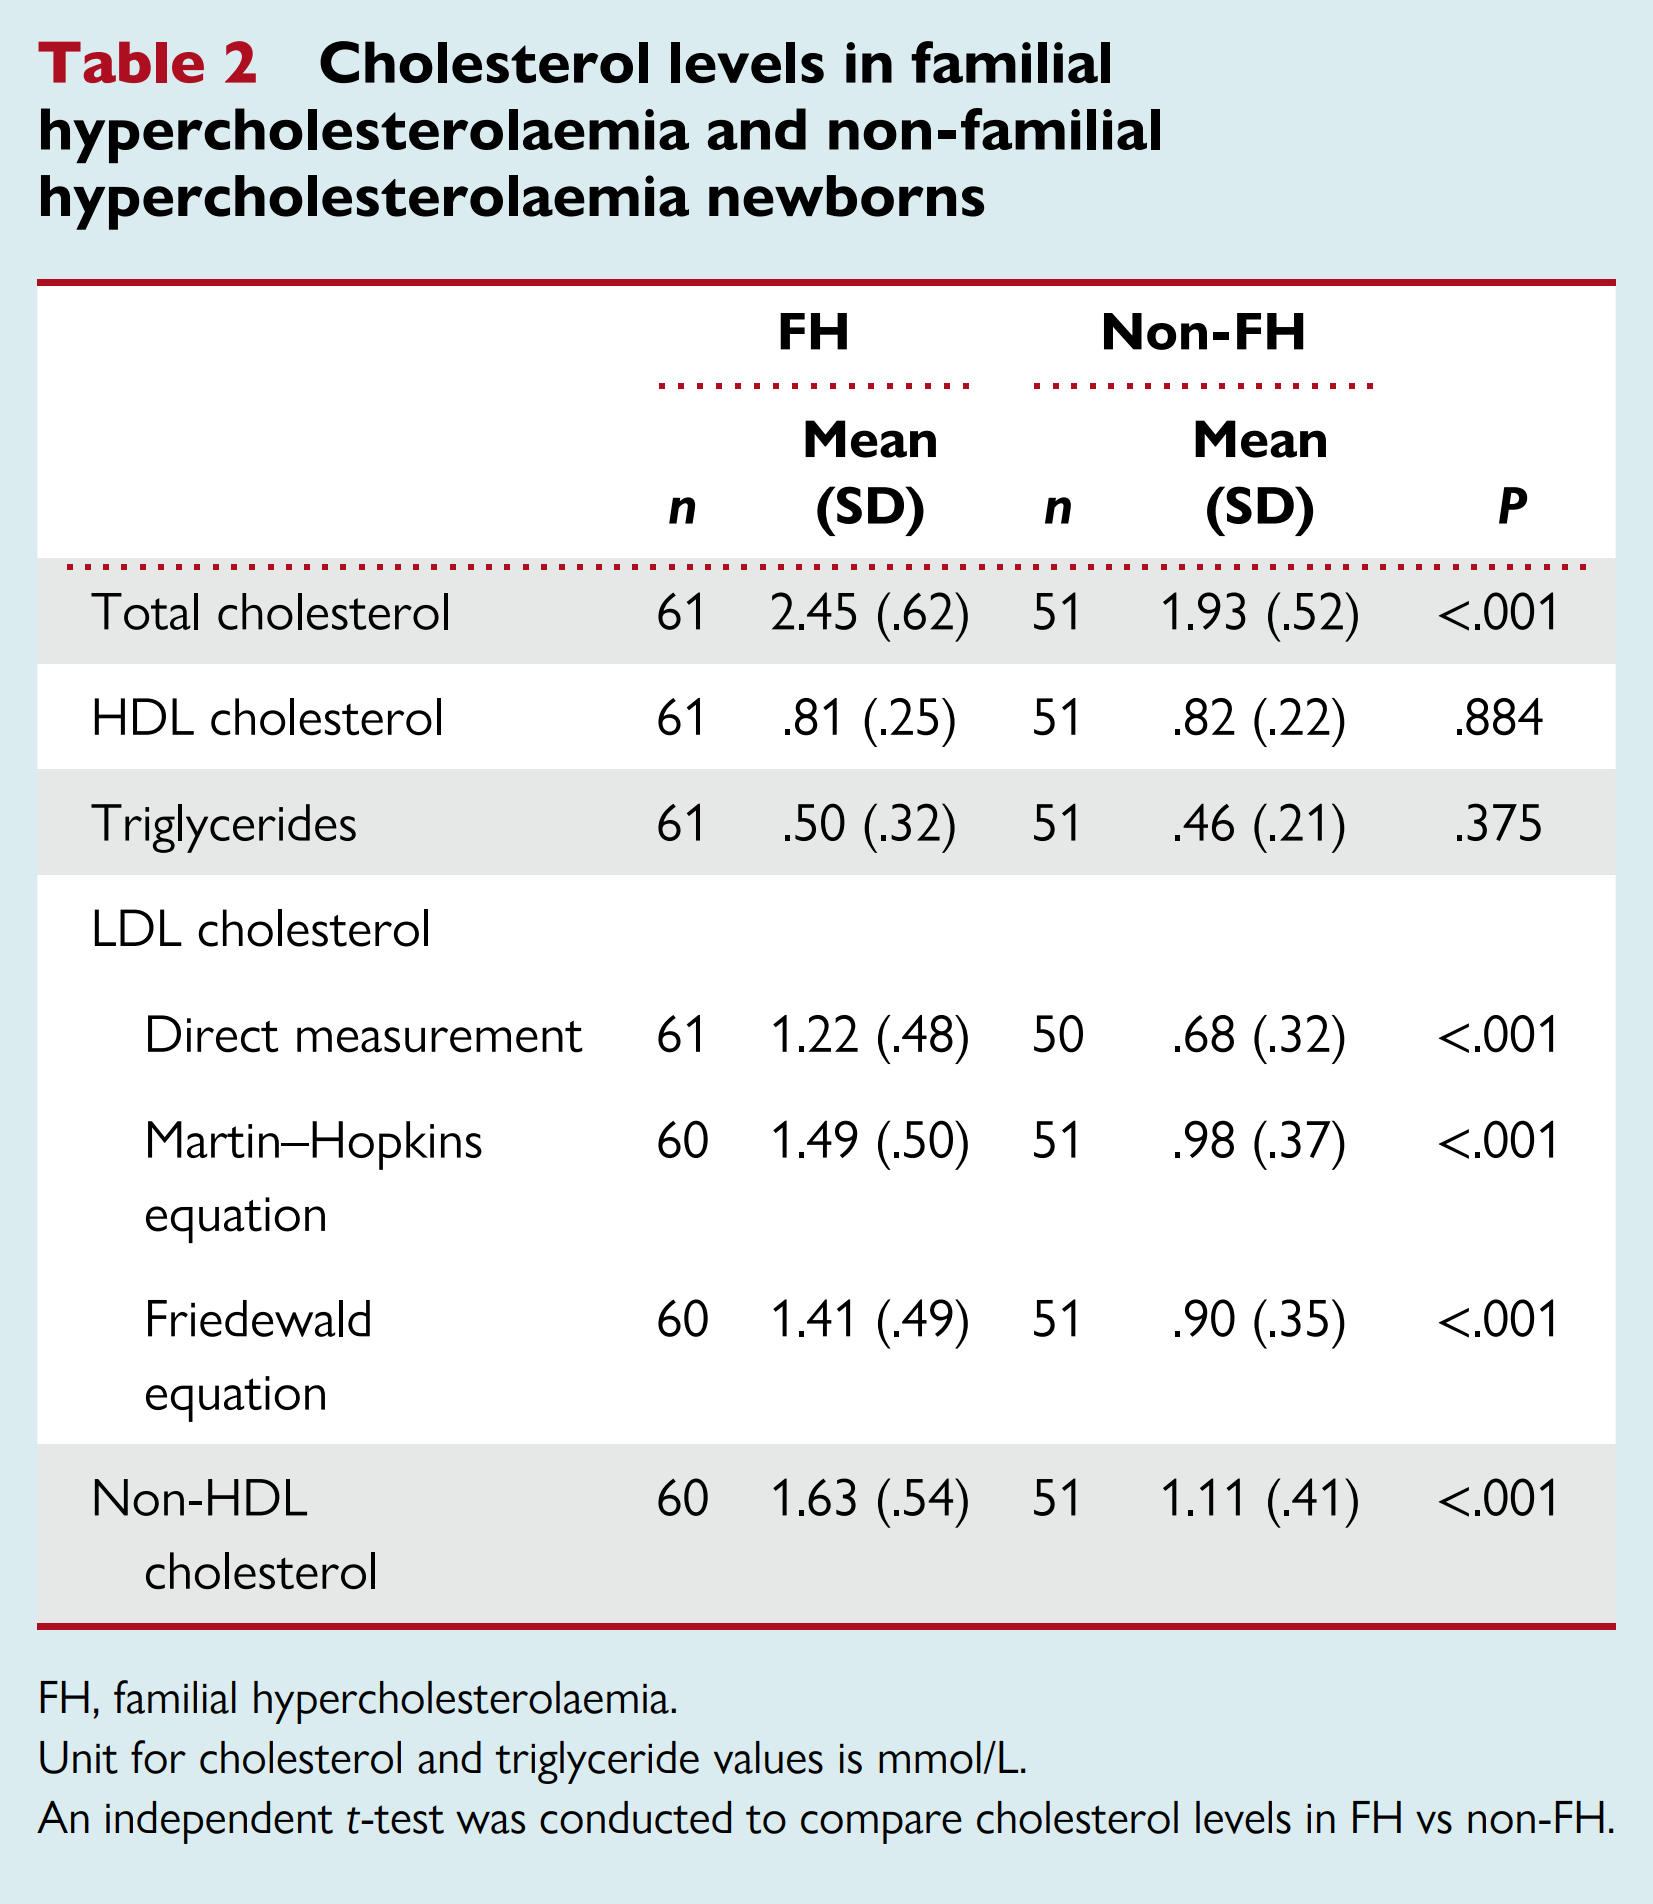 Table 2 Cholesterol levels in familial
hypercholesterolaemia and non-familial
hypercholesterolaemia newborns
FH Non-FH
Mean Mean
n (SD) n (SD) P
Total cholesterol 61 2.45 (.62) 51 1.93 (.52) <.001
HDL cholesterol 61 .81 (.25) 51 .82 (.22) .884
Triglycerides 61 .50 (.32) 51 .46 (.21) .375
LDL cholesterol
Direct measurement 61 1.22 (.48) 50 .68 (.32) <.001
Martin–Hopkins 60 1.49 (.50) 51 .98 (.37) <.001
equation
Friedewald 60 1.41 (.49) 51 .90 (.35) <.001
equation
Non-HDL 60 1.63 (.54) 51 1.11 (.41) <.001
cholesterol
FH, familial hypercholesterolaemia.
Unit for cholesterol and triglyceride values is mmol/L.
An independent t-test was conducted to compare cholesterol levels in FH vs non-FH.